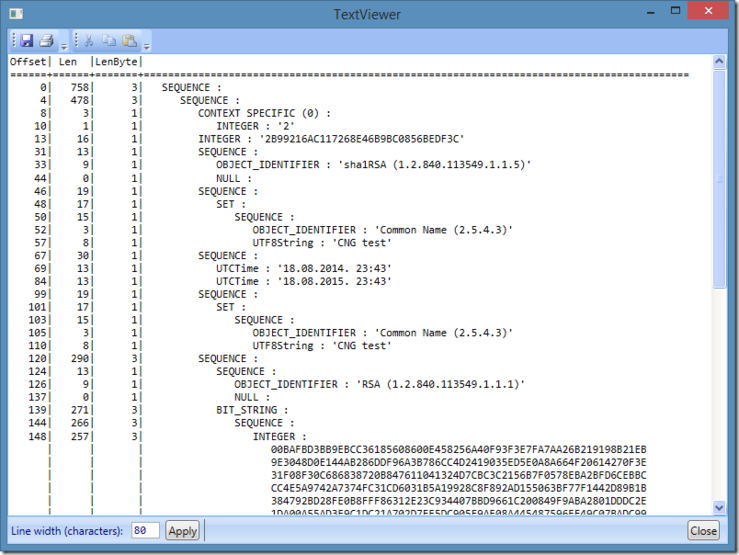 TextViewer
Offset| Len |LenByte|
======+======+=======+======================================================================================
0| 758| 3| SEQUENCE :
4| 478| 3| SEQUENCE :
8| 3| 1| CONTEXT SPECIFIC (0) :
10| 1| 1| INTEGER : '2'
13| 16| 1| INTEGER : '2B99216AC117268E46B9BC0856BEDF3C'
31| 13| 1| SEQUENCE :
33| 9| 1| OBJECT_IDENTIFIER : 'sha1RSA (1.2.840.113549.1.1.5)'
44| 0| 1| NULL :
46| 19| 1| SEQUENCE :
48| 17| 1| SET :
50| 15| 1| SEQUENCE :
52| 3| 1| OBJECT_IDENTIFIER : 'Common Name (2.5.4.3)'
57| 8| 1| UTF8String : 'CNG test'
67| 30| 1| SEQUENCE :
69| 13| 1| UTCTime : '18.08.2014. 23:43'
84| 13| 1| UTCTime : '18.08.2015. 23:43'
99| 19| 1| SEQUENCE :
101| 17| 1| SET :
103| 15| 1| SEQUENCE :
105| 3| 1| OBJECT_IDENTIFIER : 'Common Name (2.5.4.3)'
110| 8| 1| UTF8String : 'CNG test'
120| 290| 3| SEQUENCE :
124| 13| 1| SEQUENCE :
126| 9| 1| OBJECT_IDENTIFIER : 'RSA (1.2.840.113549.1.1.1)'
137| 0| 1| NULL :
139| 271| 3| BIT_STRING :
144| 266| 3| SEQUENCE :
148| 257| 3| INTEGER :
| | | 00BAFBD3BB9EBCC36185608600E458256A40F93F3E7FA7AA26B219198B21EB
| | | 9E3048D0E144AB286DDF96A3B786CC4D2419035ED5E0A8A664F20614270F3E
| | | 31F08F30C686838720B847611041324D7CBC3C2156B7F0578EBA2BFD6CEBBC
| | | CC4E5A9742A7374FC31CD6031B5A19928C8F892AD155063BF77F1442D89B1B
| | | 384792BD28FE0B8FFF86312E23C934407BBD9661C200849F9ABA2801DDDC2E
Line width (characters): 80 Apply Close